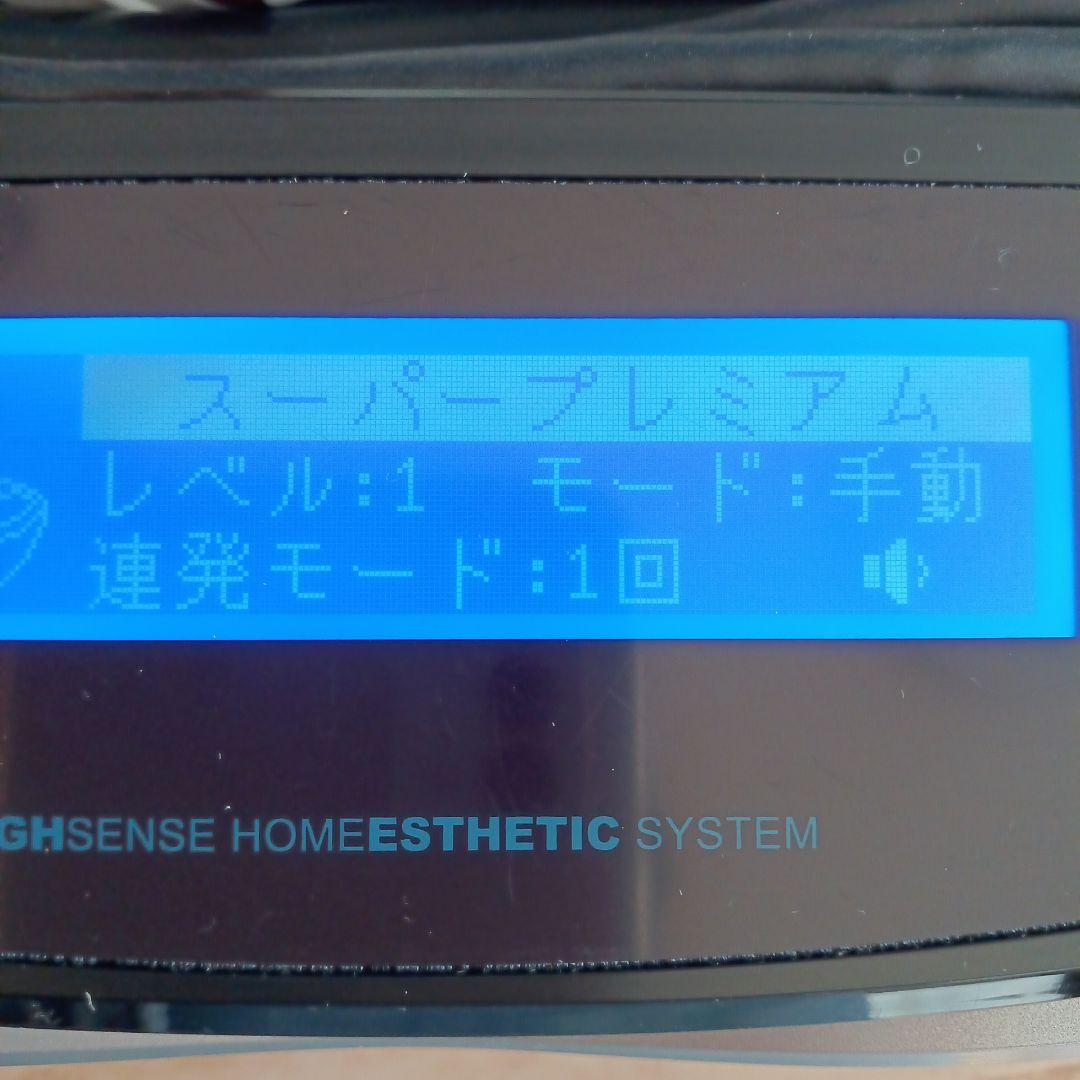 スーパープレミアム
レベル:1 モード:手動
連発モード:1回
GHSENSE HOMEESTHETIC SYSTEM